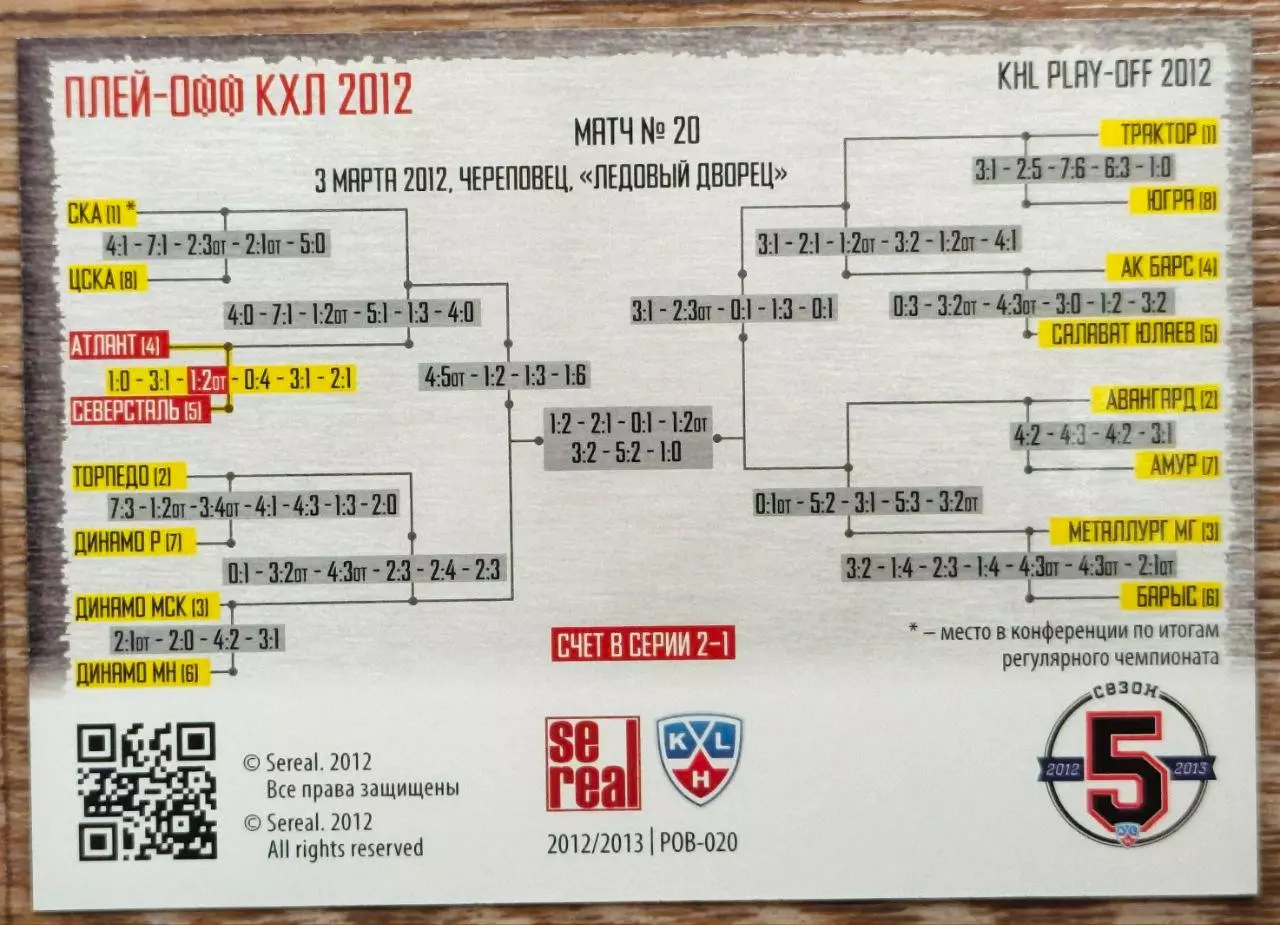 ПЛЕЙ-ОФФ КХЛ 2012
KHL PLAY-OFF 2012
МАТЧ № 20
3 МАРТА 2012, ЧЕРЕПОВЕЦ, «ЛЕДОВЫЙ ДВОРЕЦ»
СКА (1) *
4:1 - 7:1 - 2:3от - 2:1от - 5:0
ЦСКА (8)
4:0 - 7:1 - 1:2от - 5:1 - 1:3 - 4:0
АТЛАНТ (4)
1:0 - 3:1 - 1:2от - 0:4 - 3:1 - 2:1
СЕВЕРСТАЛЬ (5)
4:5от - 1:2 - 1:3 - 1:6
ТОРПЕДО (2)
7:3 - 1:2от - 3:4от - 4:1 - 4:3 - 1:3 - 2:0
ДИНАМО Р (7)
0:1 - 3:2от - 4:3от - 2:3 - 2:4 - 2:3
ДИНАМО МСК (3)
2:1от - 2:0 - 4:2 - 3:1
ДИНАМО МН (6)
1:2 - 2:1 - 0:1 - 1:2от
3:2 - 5:2 - 1:0
ТРАКТОР (1)
3:1 - 2:5 - 7:6 - 6:3 - 1:0
ЮГРА (8)
3:1 - 2:1 - 1:2от - 3:2 - 1:2от - 4:1
АК БАРС (4)
0:3 - 3:2от - 4:3от - 3:0 - 1:2 - 3:2
САЛАВАТ ЮЛАЕВ (5)
3:1 - 2:3от - 0:1 - 1:3 - 0:1
АВАНГАРД (2)
4:2 - 4:3 - 4:2 - 3:1
АМУР (7)
0:1от - 5:2 - 3:1 - 5:3 - 3:2от
МЕТАЛЛУРГ МГ (3)
3:2 - 1:4 - 2:3 - 1:4 - 4:3от - 4:3от - 2:1от
БАРЫС (6)
СЧЕТ В СЕРИИ 2-1
* – место в конференции по итогам
регулярного чемпионата
© Sereal. 2012
Все права защищены
© Sereal. 2012
All rights reserved
se
real
KHL
2012/2013 | POB-020
СЕЗОН
2012 5 2013